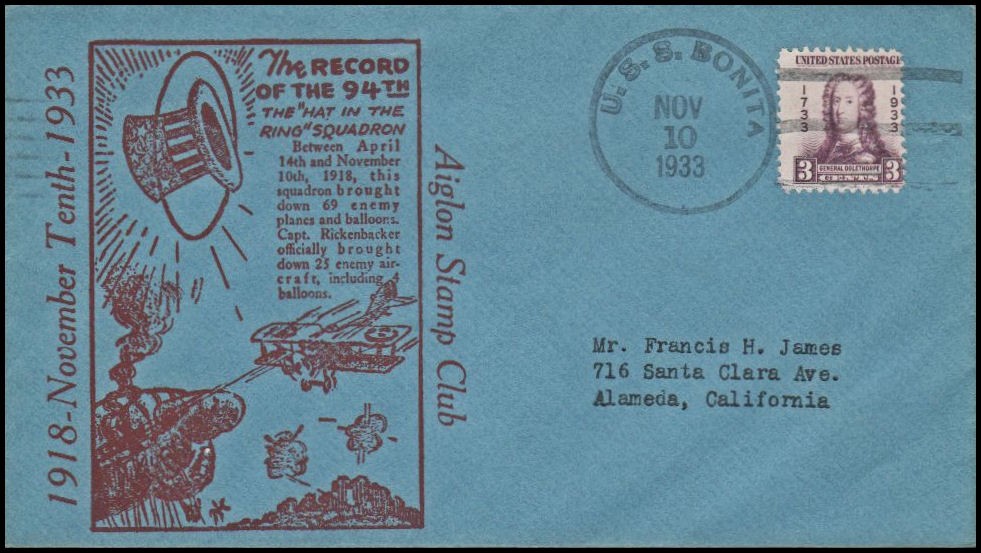 1918-November Tenth-1933
The RECORD
OF THE 94TH
THE "HAT IN THE
RING" SQUADRON
Between April
14th and November
10th, 1918, this
squadron brought
down 69 enemy
planes and balloons.
Capt. Rickenbacker
officially brought
down 25 enemy air-
craft, including 4
balloons.
Aiglon Stamp Club
U. S. S. BONITA
NOV
10
1933
UNITED STATES POSTAGE
1733
1933
3
3
GENERAL OGLETHORPE
Mr. Francis H. James
716 Santa Clara Ave.
Alameda, California